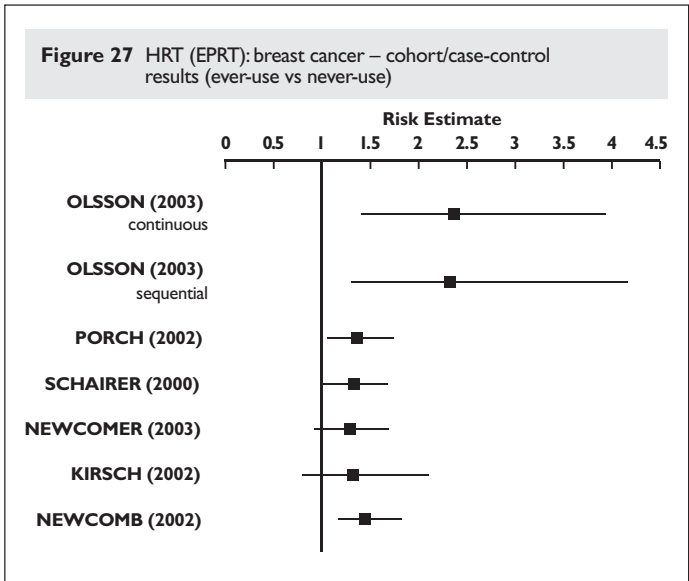 Figure 27 HRT (EPRT): breast cancer – cohort/case-control
results (ever-use vs never-use)
Risk Estimate
0 0.5 1 1.5 2 2.5 3 3.5 4 4.5
OLSSON (2003)
continuous
OLSSON (2003)
sequential
PORCH (2002)
SCHAIRER (2000)
NEWCOMER (2003)
KIRSCH (2002)
NEWCOMB (2002)